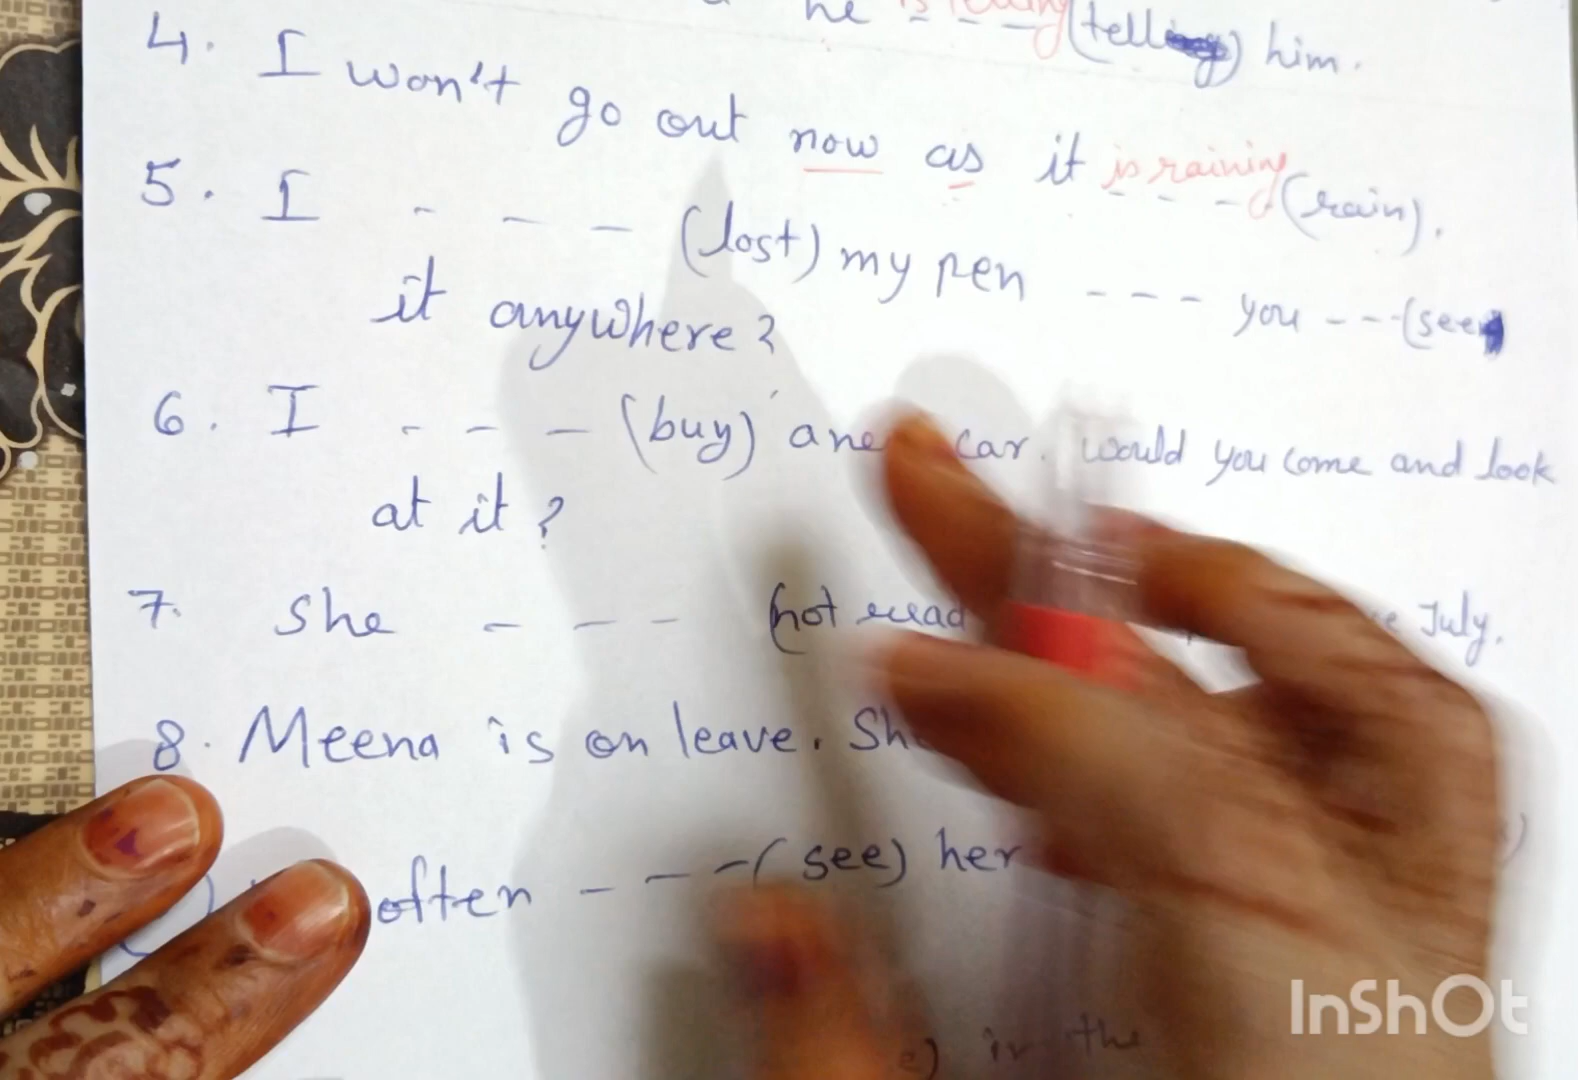 he is telling - - - (telling) him.
4. I won't go out now as it is raining - - - - (rain).
5. I - - - (lost) my pen - - - you - - - (see
it anywhere?
6. I - - - (buy) a car. would you come and look
at it?
7. She - - - (not read July.
8. Meena is on leave.
often - - - (see) her
in the
InShOt